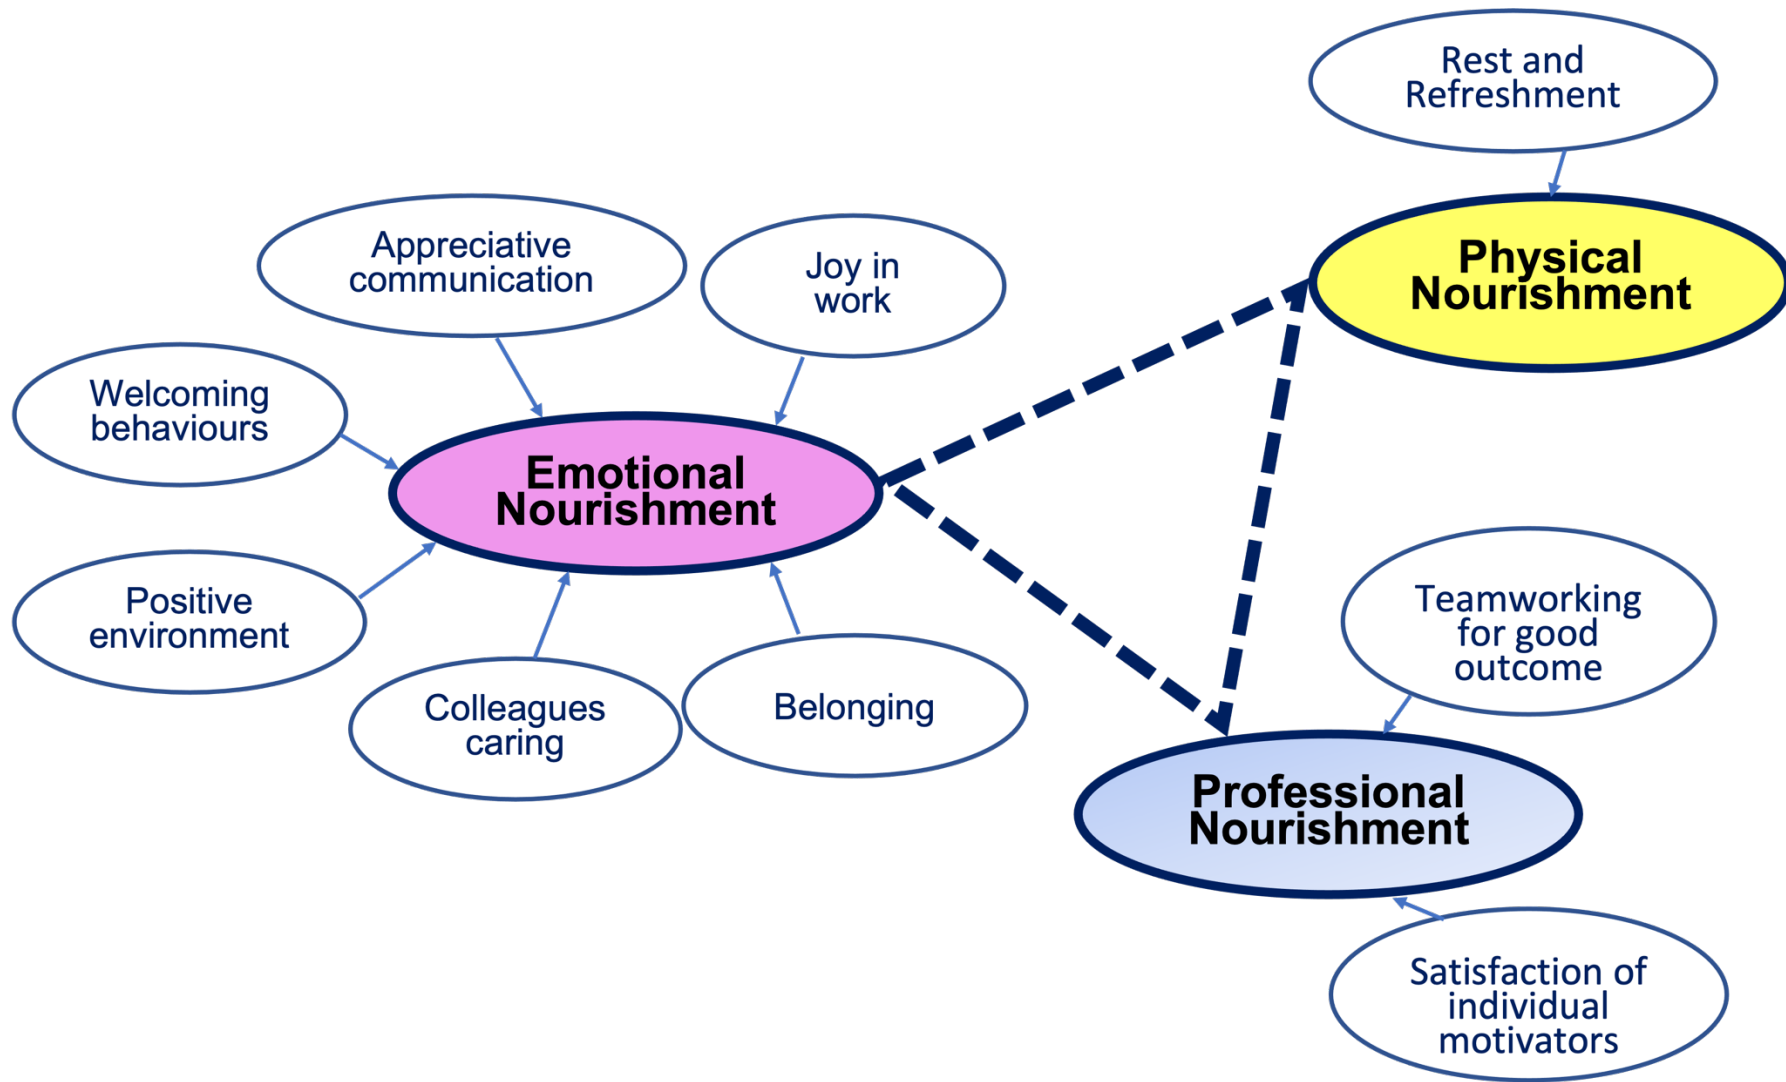 Rest and
Refreshment
Physical
Nourishment
Appreciative
communication
Joy in
work
Welcoming
behaviours
Emotional
Nourishment
Positive
environment
Colleagues
caring
Belonging
Teamworking
for good
outcome
Professional
Nourishment
Satisfaction of
individual
motivators